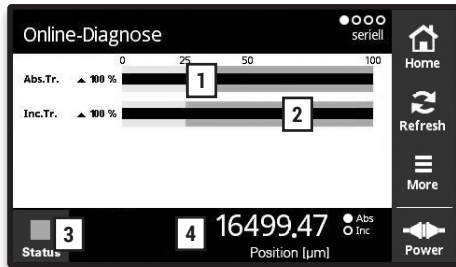 Online-Diagnose
seriell
Home
0 25 50 100
Abs.Tr. ▲ 100 %
1
Inc.Tr. ▲ 100 %
2
Refresh
More
3
Status
4
16499.47
Abs
Inc
Position [µm]
Power